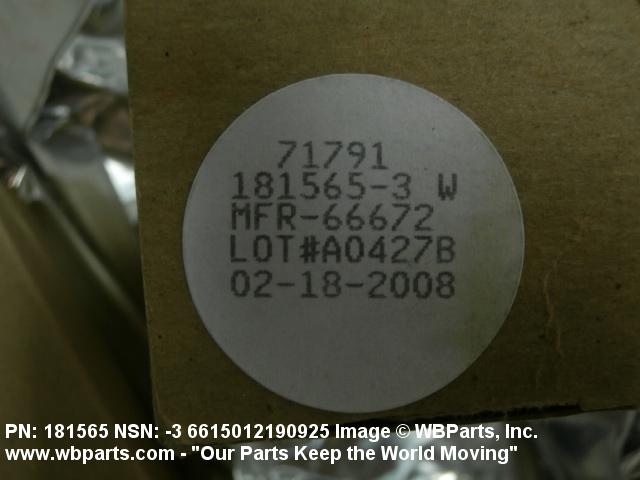 71791
181565-3 W
MFR-66672
LOT#A0427B
02-18-2008
PN: 181565 NSN: -3 6615012190925 Image © WBParts, Inc.
www.wbparts.com - "Our Parts Keep the World Moving"